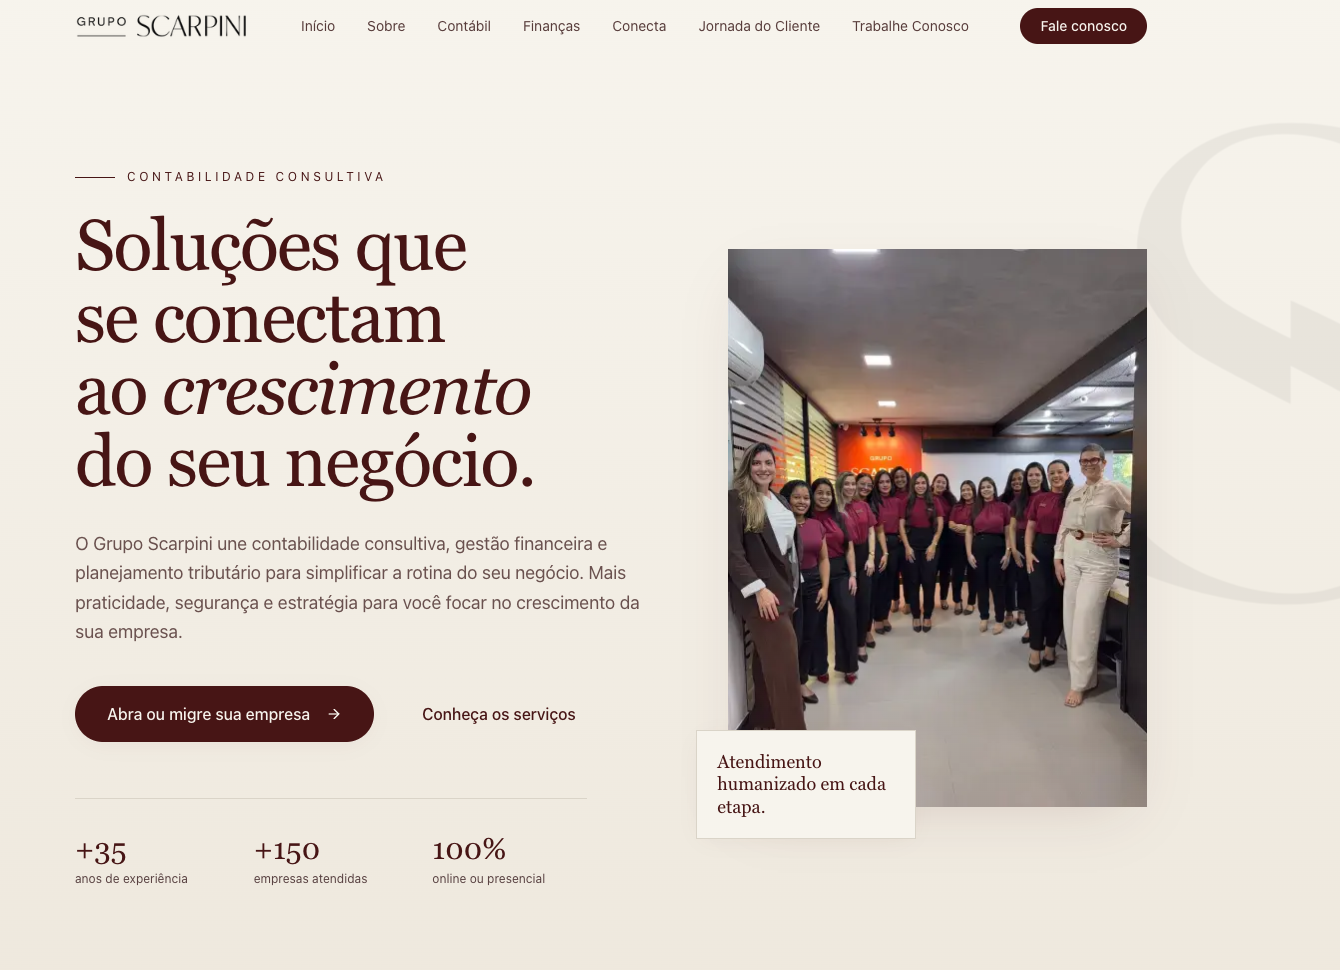 GRUPO SCARPINI
Início
Sobre
Contábil
Finanças
Conecta
Jornada do Cliente
Trabalhe Conosco
Fale conosco
CONTABILIDADE CONSULTIVA
Soluções que
se conectam
ao crescimento
do seu negócio.
O Grupo Scarpini une contabilidade consultiva, gestão financeira e
planejamento tributário para simplificar a rotina do seu negócio. Mais
praticidade, segurança e estratégia para você focar no crescimento da
sua empresa.
Abra ou migre sua empresa →
Conheça os serviços
+35
anos de experiência
+150
empresas atendidas
100%
online ou presencial
GRUPO
Atendimento
humanizado em cada
etapa.